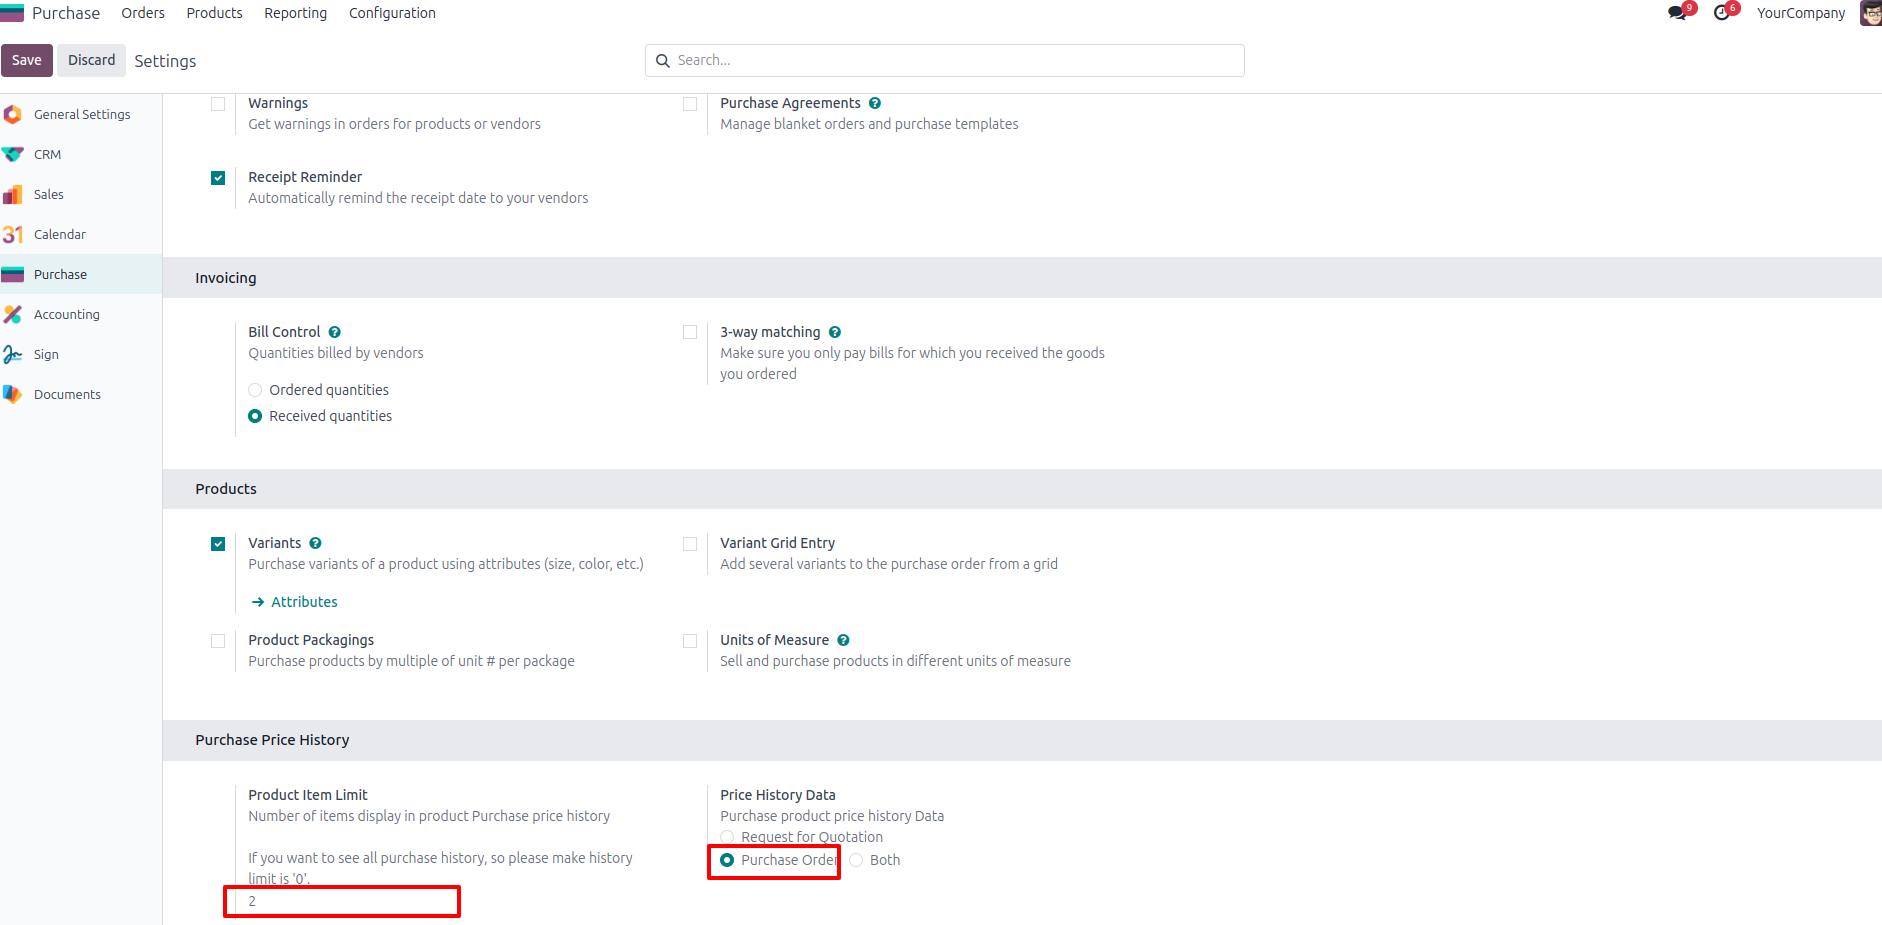 Purchase Orders Products Reporting Configuration 9 6 YourCompany
Save Discard Settings Search...
General Settings
CRM
Sales
31 Calendar
Purchase
Accounting
Sign
Documents
Warnings
Get warnings in orders for products or vendors
Purchase Agreements ?
Manage blanket orders and purchase templates
Receipt Reminder
Automatically remind the receipt date to your vendors
Invoicing
Bill Control ?
Quantities billed by vendors
Ordered quantities
Received quantities
3-way matching ?
Make sure you only pay bills for which you received the goods
you ordered
Products
Variants ?
Purchase variants of a product using attributes (size, color, etc.)
→ Attributes
Variant Grid Entry
Add several variants to the purchase order from a grid
Product Packagings
Purchase products by multiple of unit # per package
Units of Measure ?
Sell and purchase products in different units of measure
Purchase Price History
Product Item Limit
Number of items display in product Purchase price history
If you want to see all purchase history, so please make history
limit is '0'.
2
Price History Data
Purchase product price history Data
Request for Quotation
Purchase Order Both